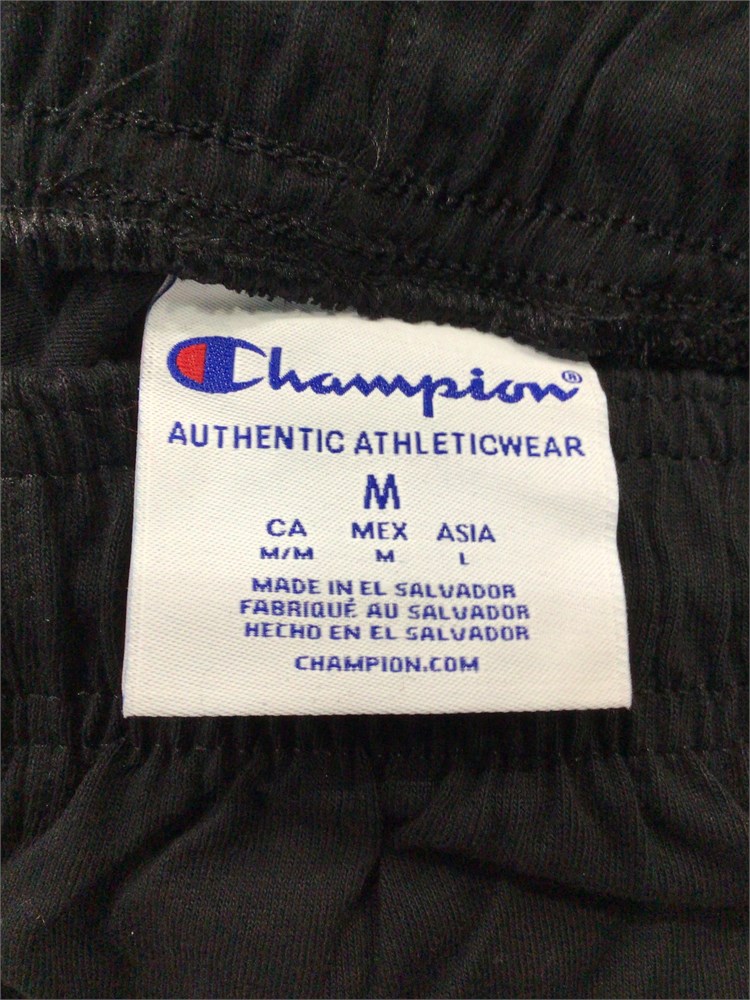 Champion®
AUTHENTIC ATHLETICWEAR
M
CA MEX ASIA
M/M M L
MADE IN EL SALVADOR
FABRIQUÉ AU SALVADOR
HECHO EN EL SALVADOR
CHAMPION.COM